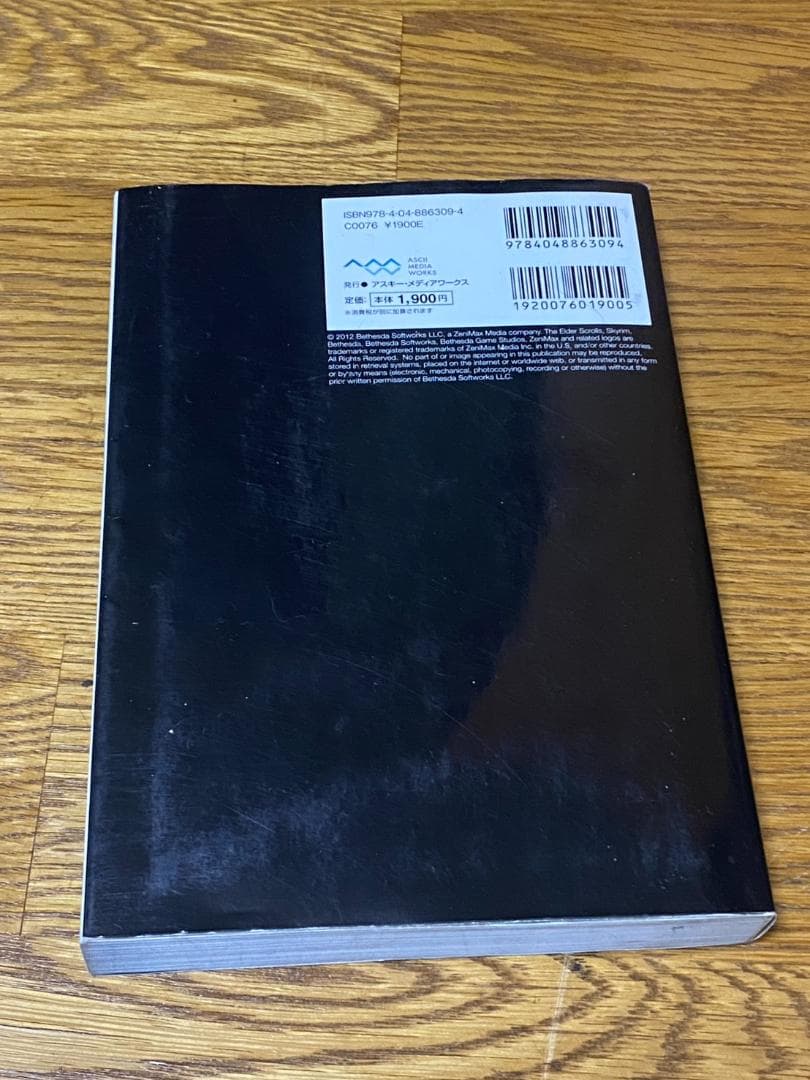 ISBN978-4-04-886309-4
C0076 ¥1900E
9784048863094
ASCII
MEDIA
WORKS
発行● アスキー・メディアワークス
定価: 本体 1,900円
※消費税が別に加算されます
1920076019005
© 2012 Bethesda Softworks LLC, a ZeniMax Media company. The Elder Scrolls, Skyrim,
Bethesda, Bethesda Softworks, Bethesda Game Studios, ZeniMax and related logos are
trademarks or registered trademarks of ZeniMax Media Inc. in the U.S. and/or other countries.
All Rights Reserved. No part of or image appearing in this publication may be reproduced,
stored in retrieval systems, placed on the internet or worldwide web, or transmitted in any form
or by any means (electronic, mechanical, photocopying, recording or otherwise) without the
prior written permission of Bethesda Softworks LLC.